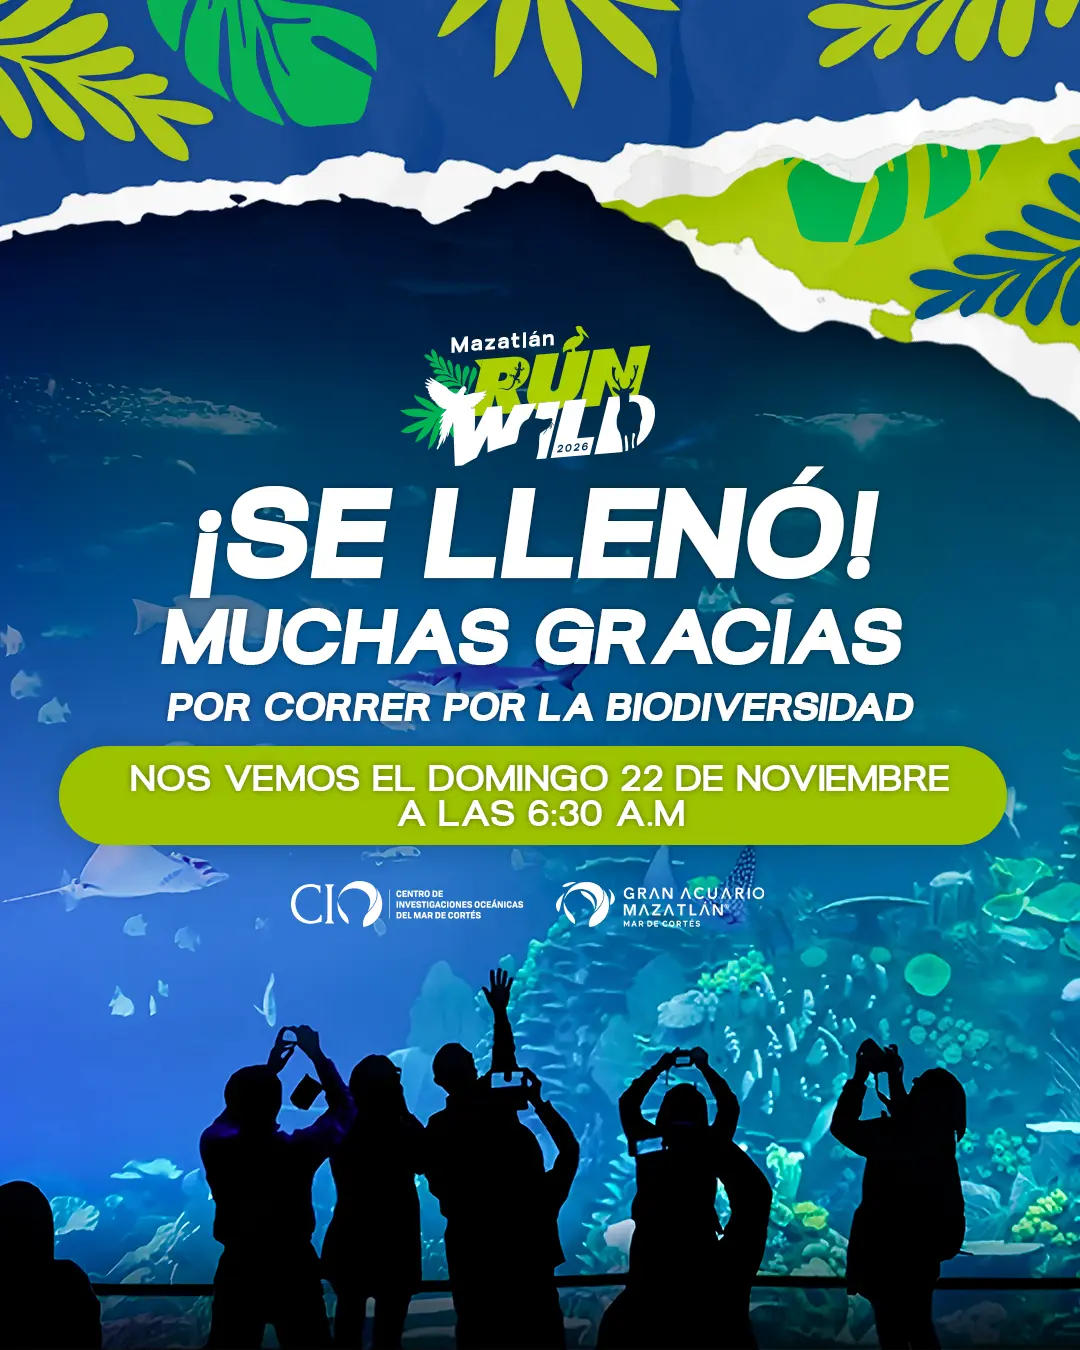 Mazatlán
RUN
WILD
2026
¡SE LLENÓ!
MUCHAS GRACIAS
POR CORRER POR LA BIODIVERSIDAD
NOS VEMOS EL DOMINGO 22 DE NOVIEMBRE
A LAS 6:30 A.M
CIO
CENTRO DE
INVESTIGACIONES OCEÁNICAS
DEL MAR DE CORTÉS
GRAN ACUARIO
MAZATLÁN
MAR DE CORTÉS